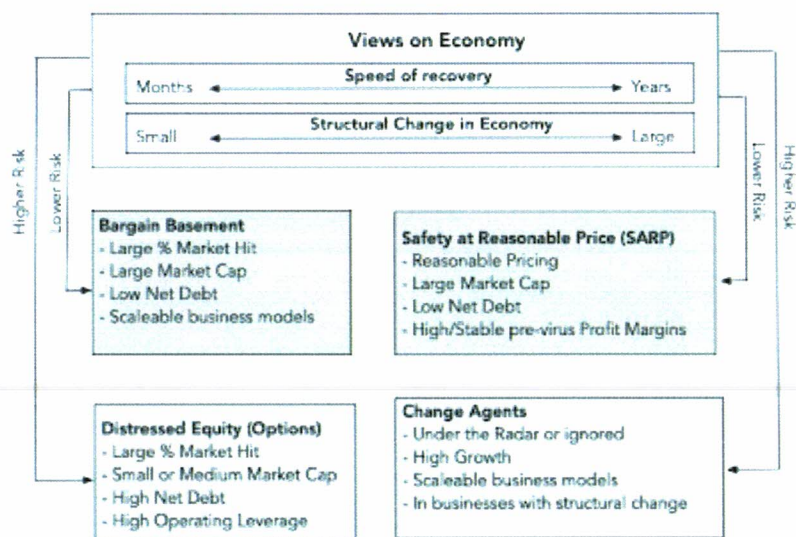 Views on Economy
Speed of recovery
Months
Years
Structural Change in Economy
Small
Large
Higher Risk
Lower Risk
Lower Risk
Higher Risk
Bargain Basement
- Large % Market Hit
- Large Market Cap
- Low Net Debt
- Scaleable business models
Safety at Reasonable Price (SARP)
- Reasonable Pricing
- Large Market Cap
- Low Net Debt
- High/Stable pre-virus Profit Margins
Distressed Equity (Options)
- Large % Market Hit
- Small or Medium Market Cap
- High Net Debt
- High Operating Leverage
Change Agents
- Under the Radar or ignored
- High Growth
- Scaleable business models
- In businesses with structural change